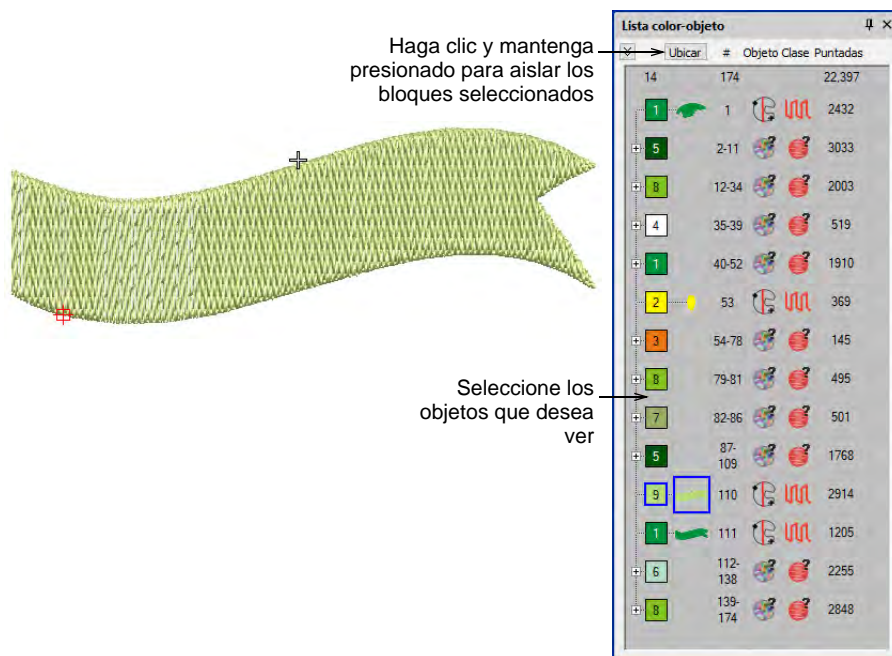 Lista color-objeto
Haga clic y mantenga
presionado para aislar los
bloques seleccionados
Ubicar # Objeto Clase Puntadas
14 174 22,397
1 1 2432
5 2-11 3033
8 12-34 2003
4 35-39 519
1 40-52 1910
2 53 369
3 54-78 145
8 79-81 495
Seleccione los
objetos que desea
ver
7 82-86 501
5 87-
109 1768
9 110 2914
1 111 1205
6 112-
138 2255
8 139-
174 2848